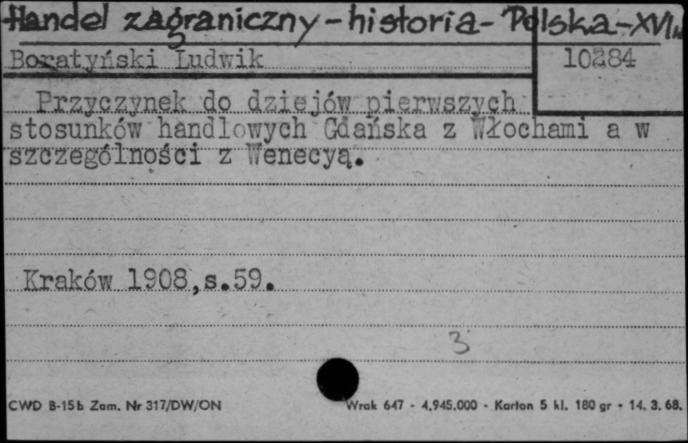 Handel zagraniczny - historia - Polska - XVI w.
Boratyński Ludwik
10284
Przyczynek do dziejów pierwszych
stosunków handlowych Gdańska z Włochami a w
szczególności z Wenecyą.
Kraków 1908, s.59.
3
CWD B-15b Zam. Nr 317/DW/ON
Wrak 647 - 4.945.000 - Karton 5 kl. 180 gr - 14. 3. 68.